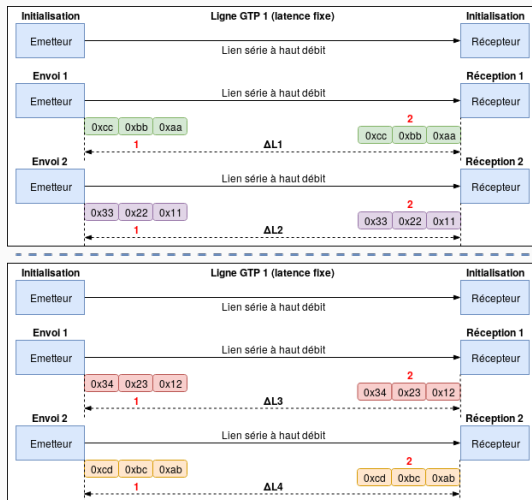 Initialisation Ligne GTP 1 (latence fixe) Initialisation
Emetteur Récepteur
Lien série à haut débit
Envoi 1 Réception 1
Emetteur Lien série à haut débit Récepteur
0xcc 0xbb 0xaa 2
0xcc 0xbb 0xaa
1 ΔL1
Envoi 2 Réception 2
Emetteur Lien série à haut débit Récepteur
0x33 0x22 0x11 2
0x33 0x22 0x11
1 ΔL2
Initialisation Ligne GTP 1 (latence fixe) Initialisation
Emetteur Récepteur
Lien série à haut débit
Envoi 1 Réception 1
Emetteur Lien série à haut débit Récepteur
0x34 0x23 0x12 2
0x34 0x23 0x12
1 ΔL3
Envoi 2 Réception 2
Emetteur Lien série à haut débit Récepteur
0xcd 0xbc 0xab 2
0xcd 0xbc 0xab
1 ΔL4